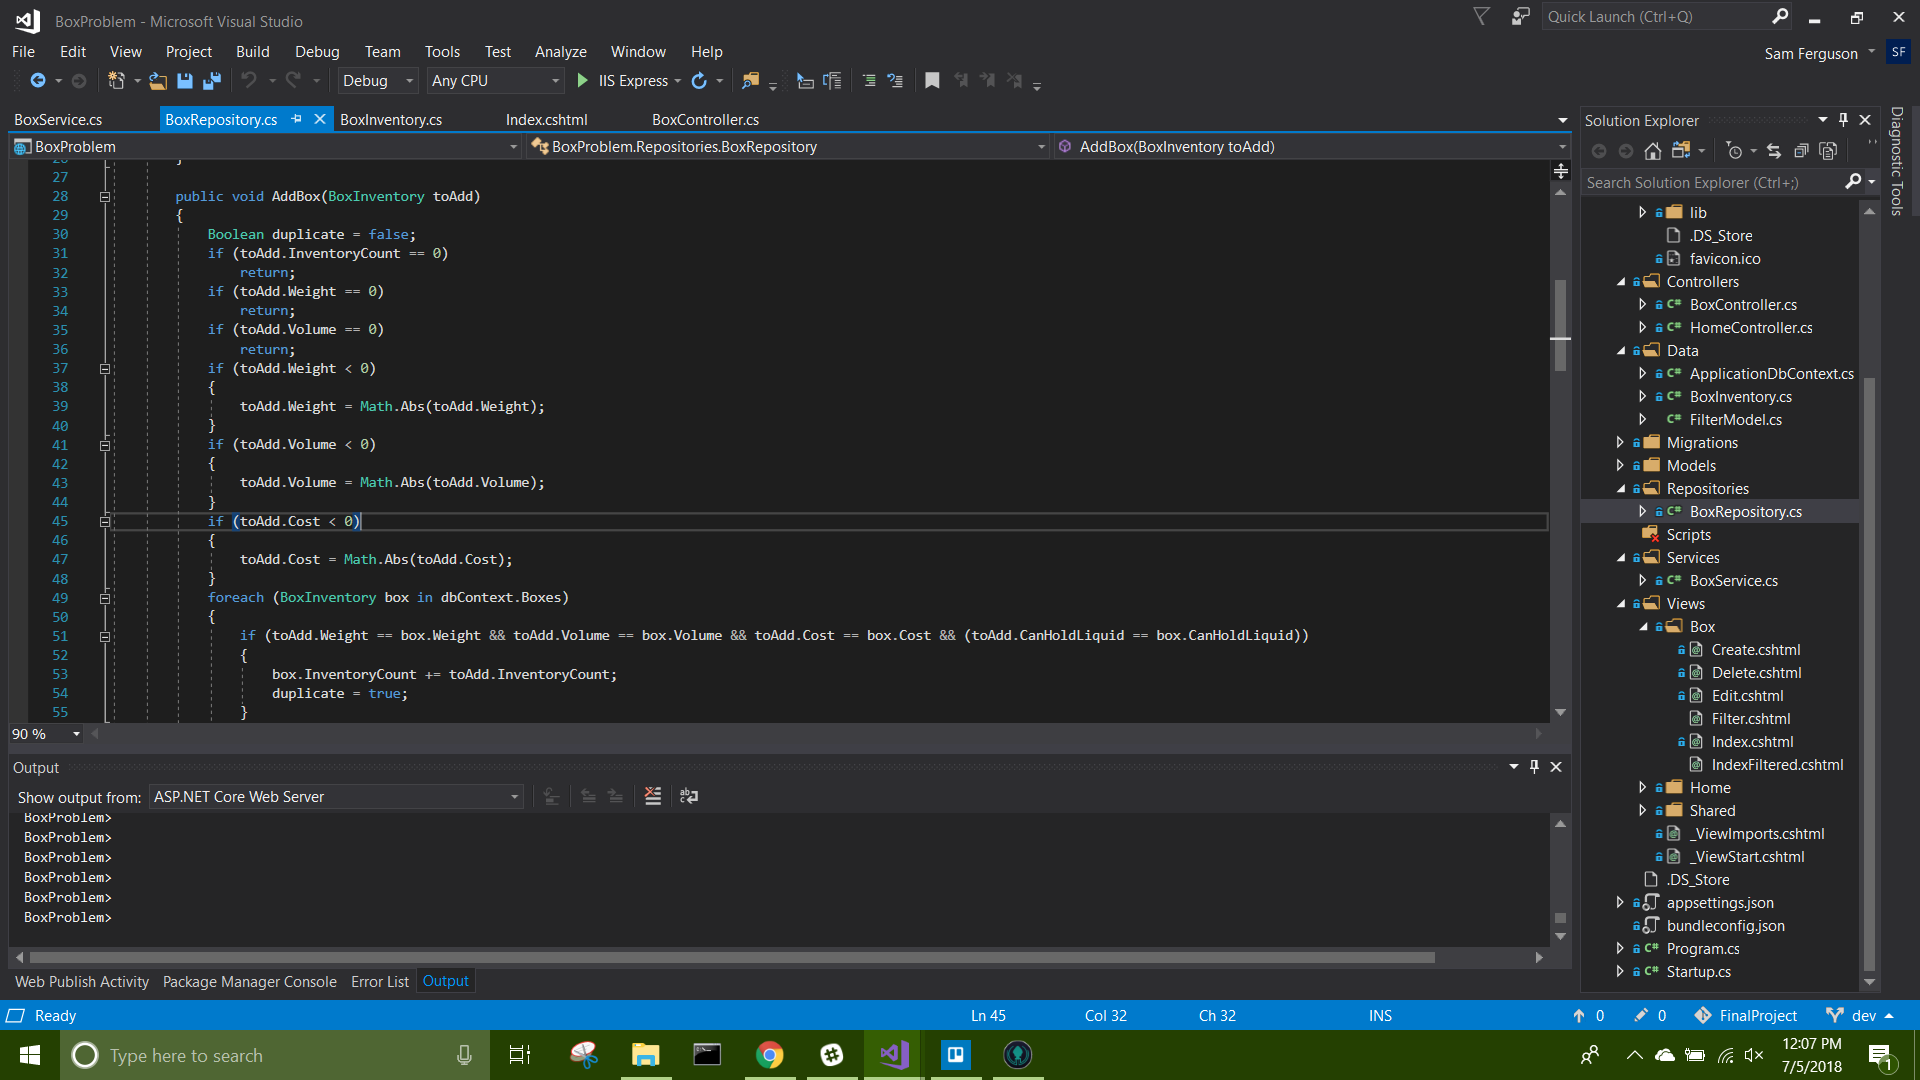 BoxProblem - Microsoft Visual Studio
Quick Launch (Ctrl+Q)
File Edit View Project Build Debug Team Tools Test Analyze Window Help
Sam Ferguson SF
Debug Any CPU IIS Express
BoxService.cs BoxRepository.cs BoxInventory.cs Index.cshtml BoxController.cs
BoxProblem BoxProblem.Repositories.BoxRepository AddBox(BoxInventory toAdd)
26 }
27
28 public void AddBox(BoxInventory toAdd)
29 {
30 Boolean duplicate = false;
31 if (toAdd.InventoryCount == 0)
32 return;
33 if (toAdd.Weight == 0)
34 return;
35 if (toAdd.Volume == 0)
36 return;
37 if (toAdd.Weight < 0)
38 {
39 toAdd.Weight = Math.Abs(toAdd.Weight);
40 }
41 if (toAdd.Volume < 0)
42 {
43 toAdd.Volume = Math.Abs(toAdd.Volume);
44 }
45 if (toAdd.Cost < 0)
46 {
47 toAdd.Cost = Math.Abs(toAdd.Cost);
48 }
49 foreach (BoxInventory box in dbContext.Boxes)
50 {
51 if (toAdd.Weight == box.Weight && toAdd.Volume == box.Volume && toAdd.Cost == box.Cost && (toAdd.CanHoldLiquid == box.CanHoldLiquid))
52 {
53 box.InventoryCount += toAdd.InventoryCount;
54 duplicate = true;
55 }
90 %
Output
Show output from: ASP.NET Core Web Server
BoxProblem>
BoxProblem>
BoxProblem>
BoxProblem>
BoxProblem>
BoxProblem>
Web Publish Activity Package Manager Console Error List Output
Solution Explorer
Search Solution Explorer (Ctrl+;)
lib
.DS_Store
favicon.ico
Controllers
C# BoxController.cs
C# HomeController.cs
Data
C# ApplicationDbContext.cs
C# BoxInventory.cs
C# FilterModel.cs
Migrations
Models
Repositories
C# BoxRepository.cs
Scripts
Services
C# BoxService.cs
Views
Box
Create.cshtml
Delete.cshtml
Edit.cshtml
Filter.cshtml
Index.cshtml
IndexFiltered.cshtml
Home
Shared
_ViewImports.cshtml
_ViewStart.cshtml
.DS_Store
appsettings.json
bundleconfig.json
C# Program.cs
C# Startup.cs
Diagnostic Tools
Ready Ln 45 Col 32 Ch 32 INS 0 0 FinalProject dev
Type here to search
12:07 PM
7/5/2018
1